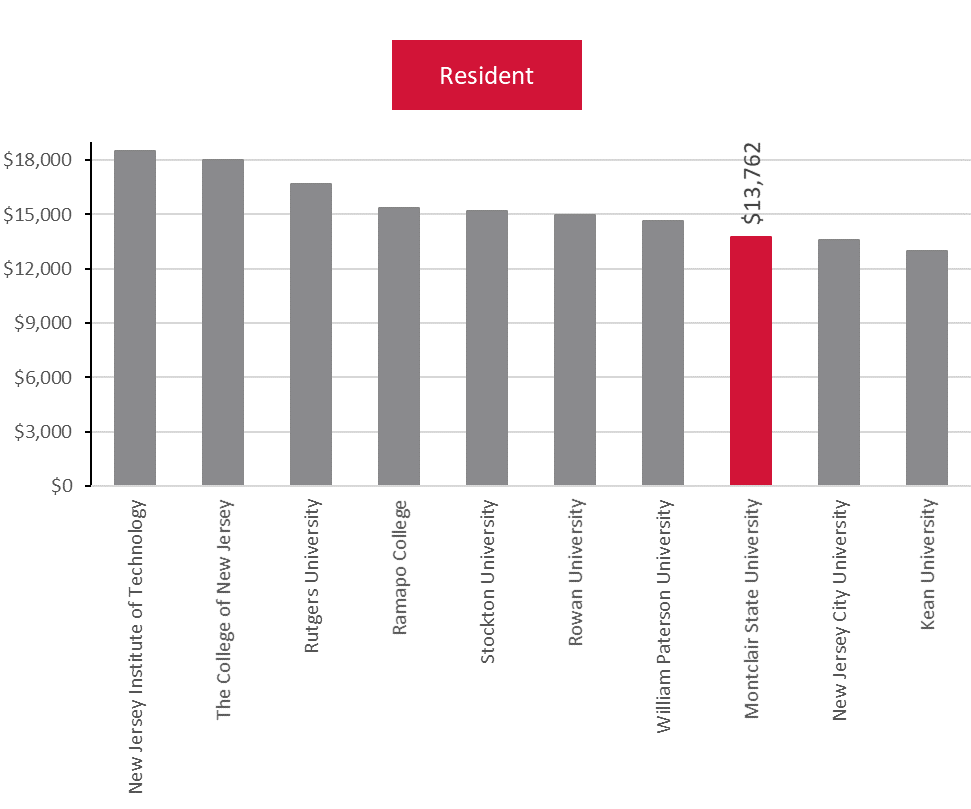 Resident
$18,000
$15,000
$12,000
$9,000
$6,000
$3,000
$0
$13,762
New Jersey Institute of Technology
The College of New Jersey
Rutgers University
Ramapo College
Stockton University
Rowan University
William Paterson University
Montclair State University
New Jersey City University
Kean University